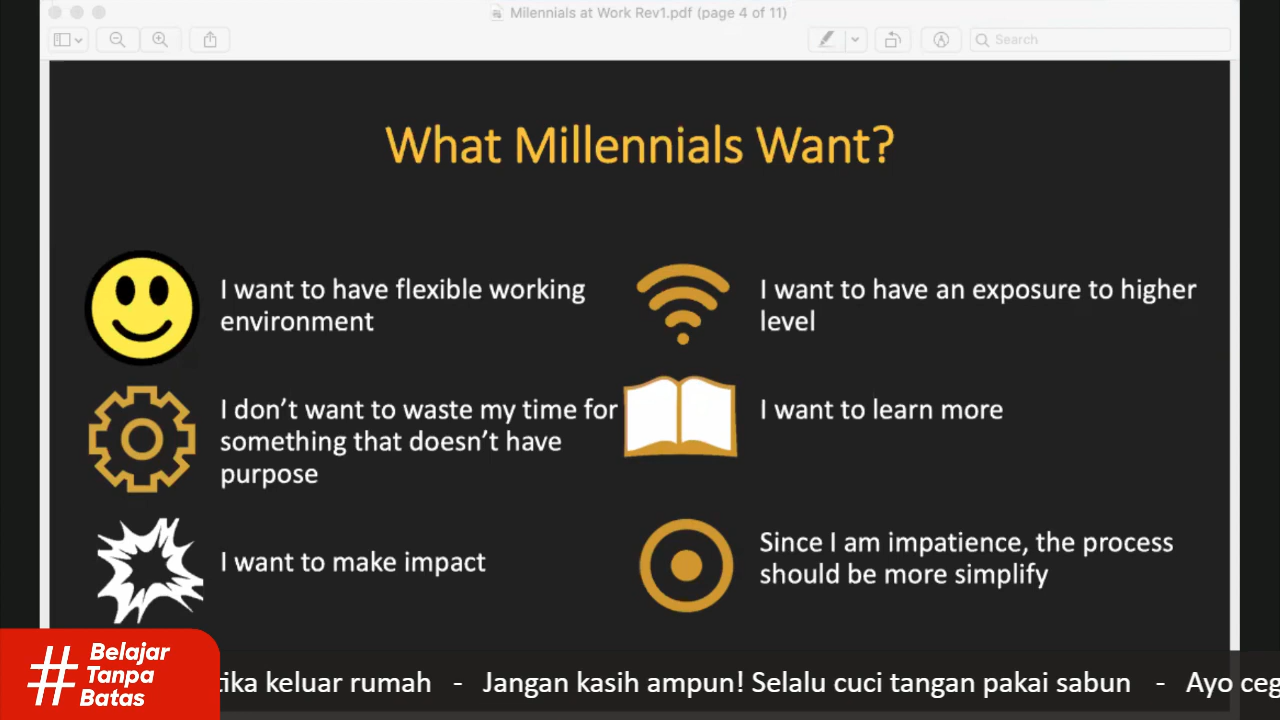 Milennials at Work Rev1.pdf (page 4 of 11)
Search
What Millennials Want?
I want to have flexible working
environment
I don't want to waste my time for
something that doesn't have
purpose
I want to make impact
I want to have an exposure to higher
level
I want to learn more
Since I am impatience, the process
should be more simplify
# Belajar
Tanpa
Batas
keluar rumah - Jangan kasih ampun! Selalu cuci tangan pakai sabun - Ayo